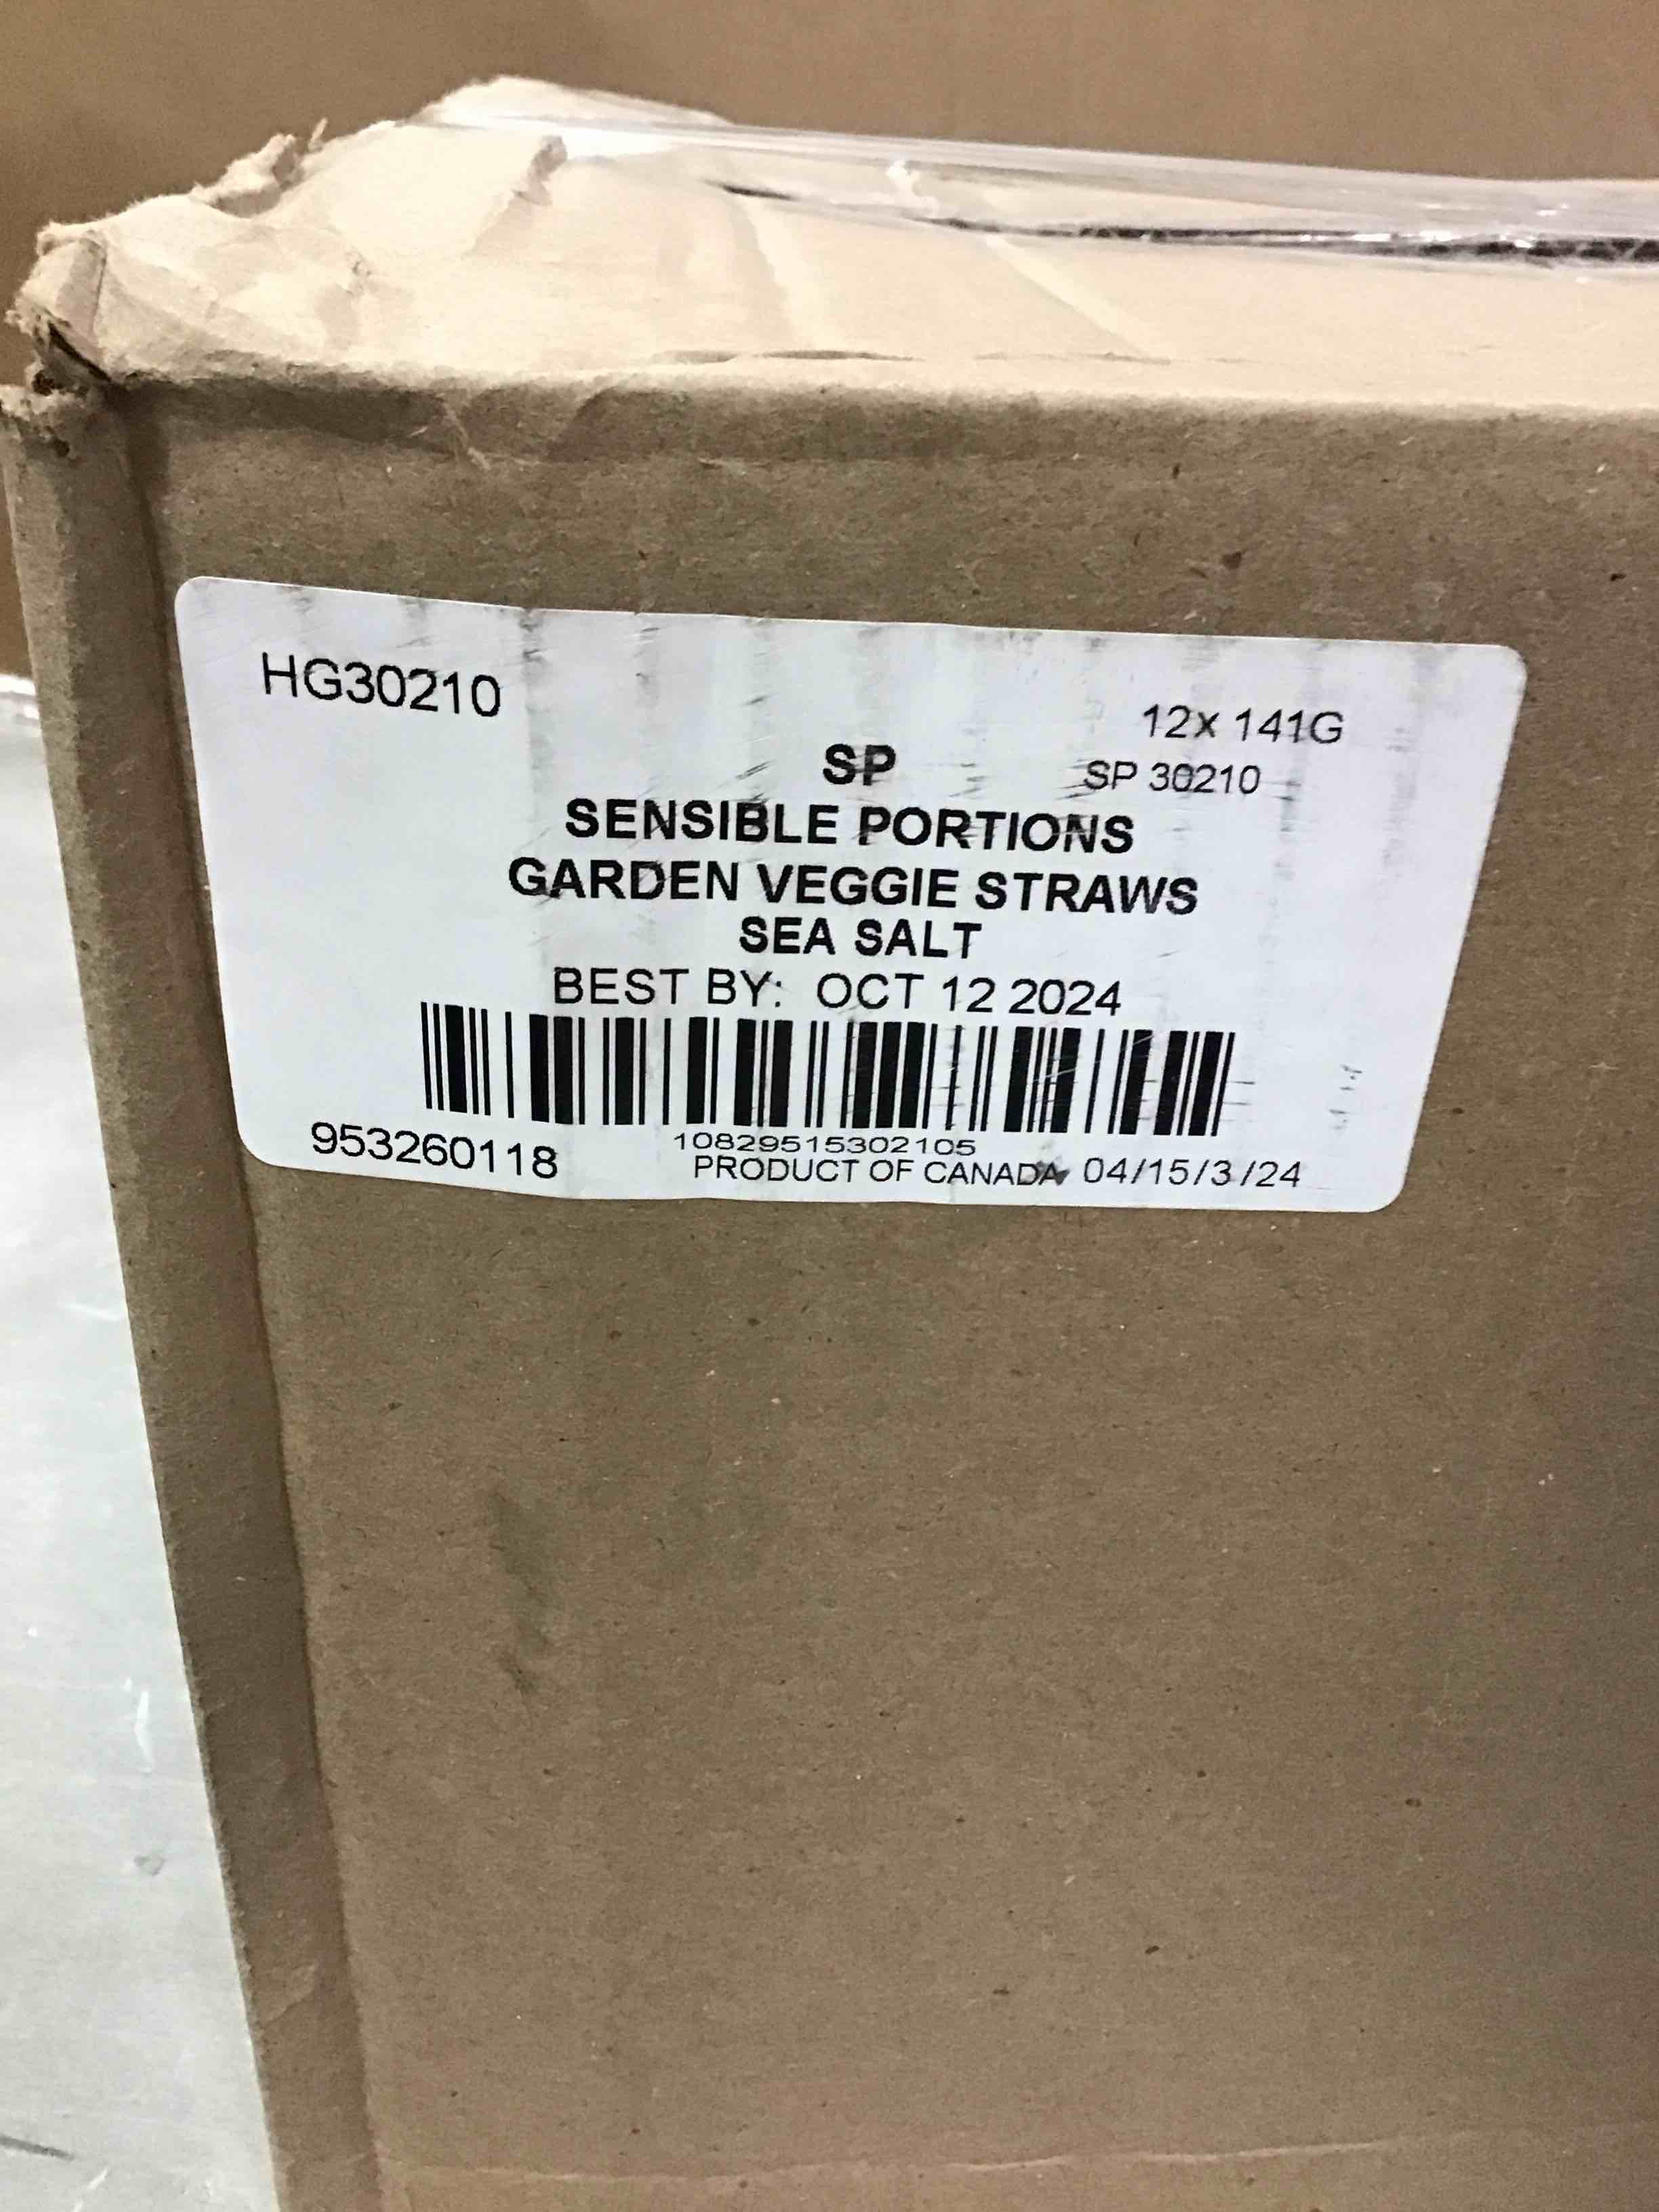 HG30210
12x 141G
SP
SP 30210
SENSIBLE PORTIONS
GARDEN VEGGIE STRAWS
SEA SALT
BEST BY: OCT 12 2024
10829515302105
953260118
PRODUCT OF CANADA 04/15/3/24